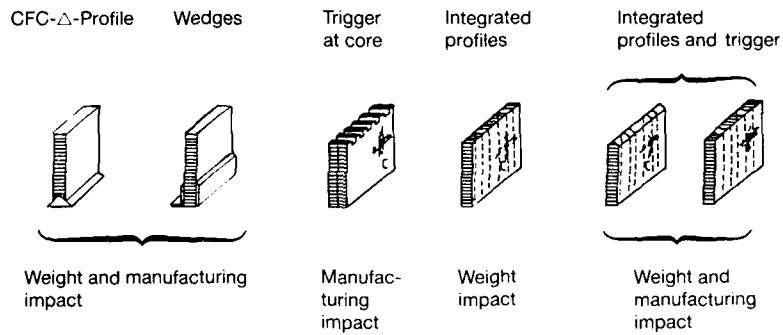 CFC-△-Profile
Wedges
Trigger
at core
Integrated
profiles
Integrated
profiles and trigger
Weight and manufacturing
impact
Manufac-
turing
impact
Weight
impact
Weight and
manufacturing
impact